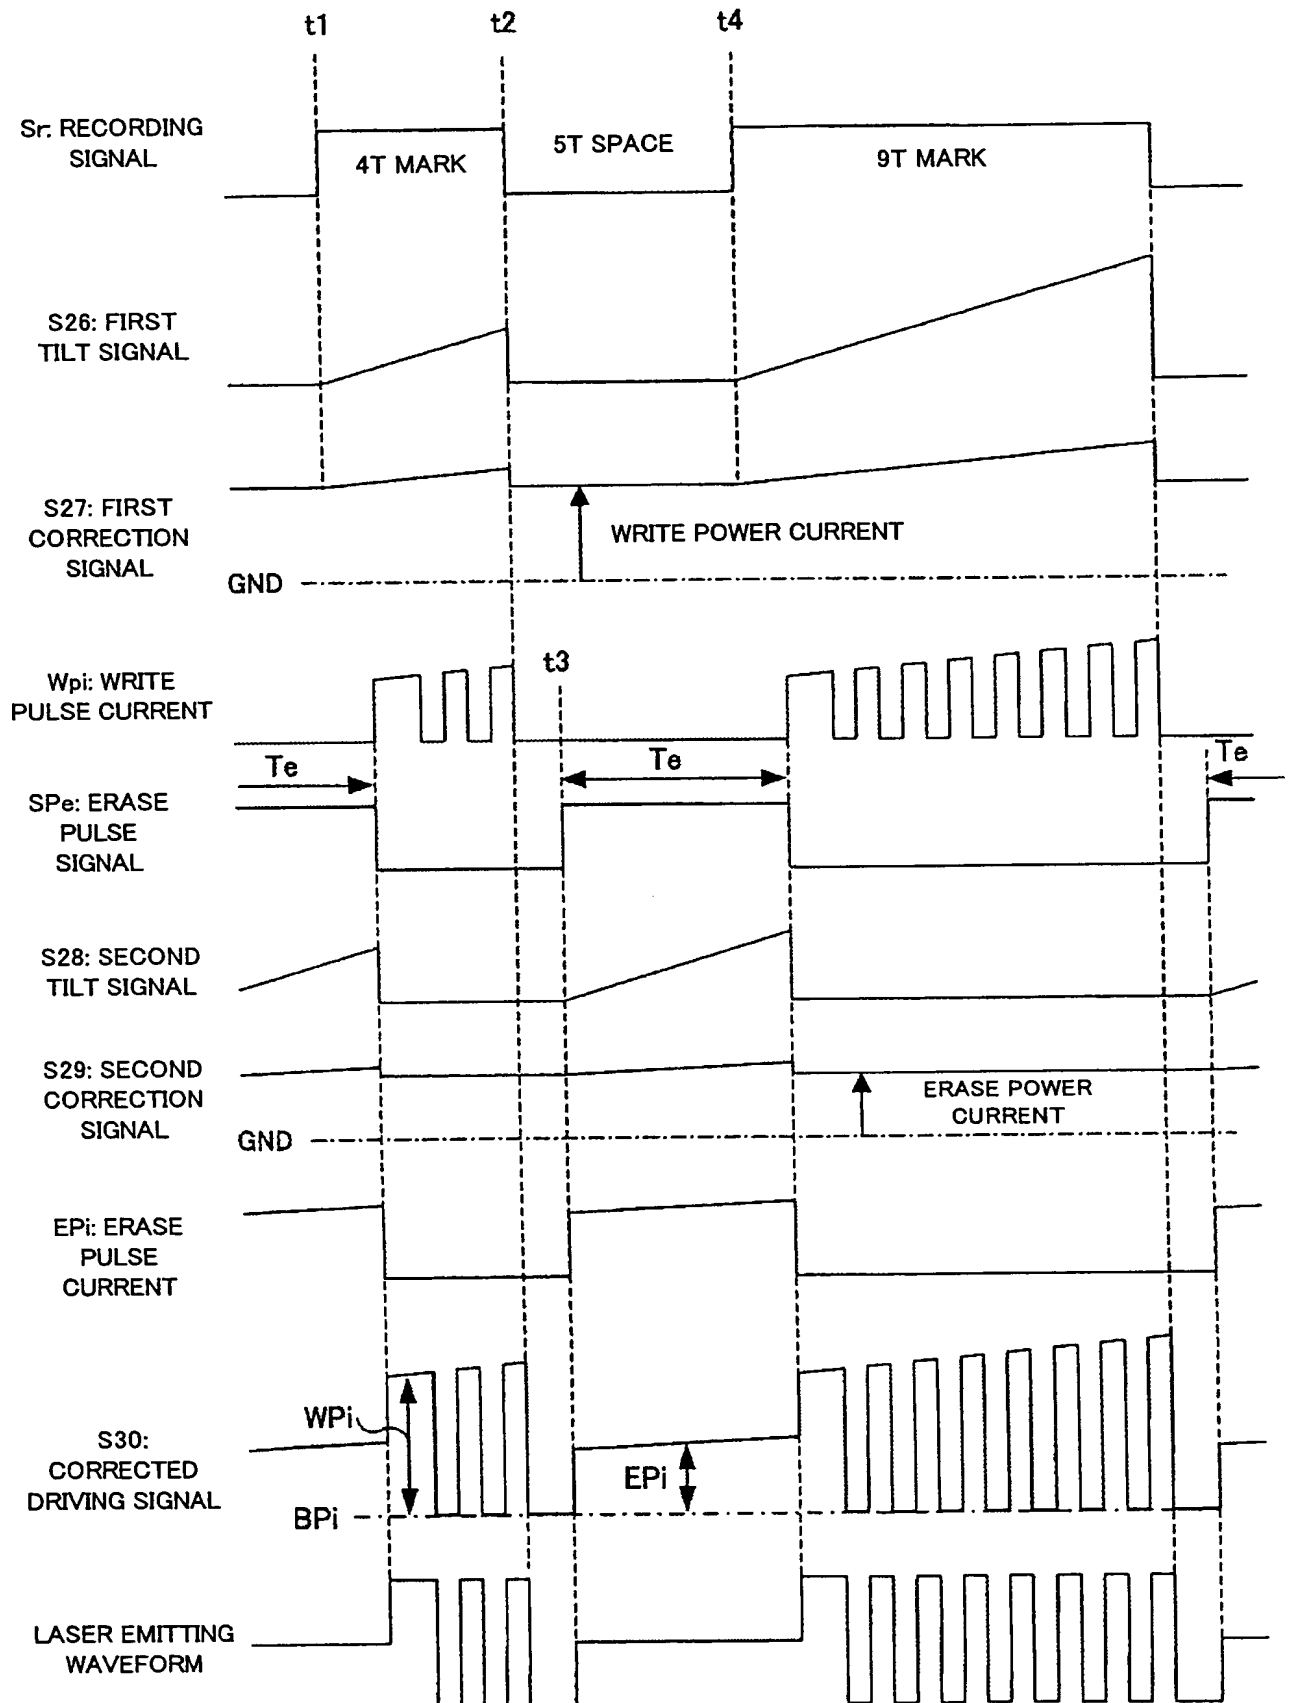 t1
t2
t4
Sr: RECORDING
SIGNAL
4T MARK
5T SPACE
9T MARK
S26: FIRST
TILT SIGNAL
S27: FIRST
CORRECTION
SIGNAL
WRITE POWER CURRENT
GND
Wpi: WRITE
PULSE CURRENT
t3
Te
Te
Te
SPe: ERASE
PULSE
SIGNAL
S28: SECOND
TILT SIGNAL
S29: SECOND
CORRECTION
SIGNAL
ERASE POWER
CURRENT
GND
EPi: ERASE
PULSE
CURRENT
WPi
S30:
CORRECTED
DRIVING SIGNAL
EPi
BPi
LASER EMITTING
WAVEFORM